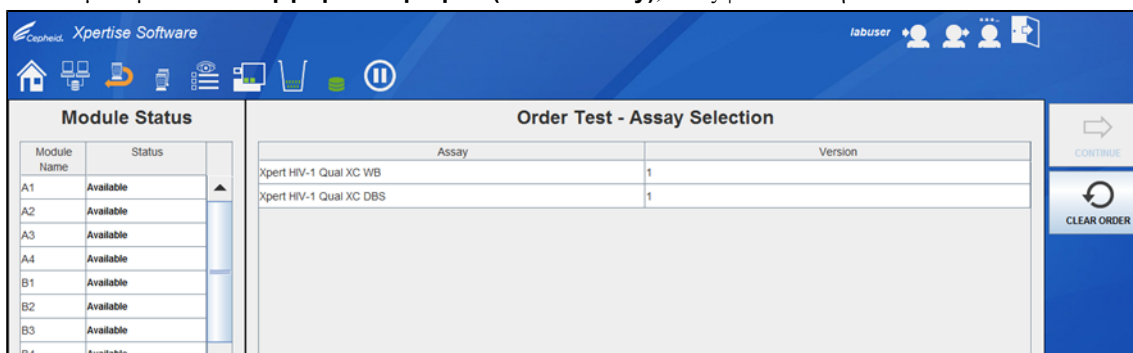 Cepheid. Xpertise Software
labuser
Module Status
Order Test - Assay Selection
Module Name
Status
Assay
Version
CONTINUE
A1 Available
Xpert HIV-1 Qual XC WB 1
A2 Available
Xpert HIV-1 Qual XC DBS 1
CLEAR ORDER
A3 Available
A4 Available
B1 Available
B2 Available
B3 Available